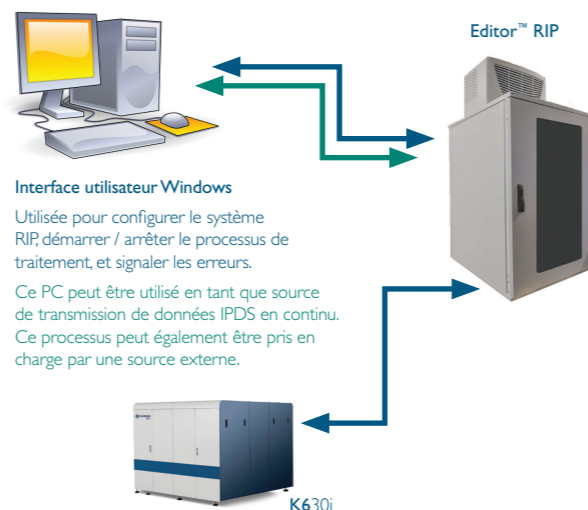 Editor™ RIP
Interface utilisateur Windows
Utilisée pour configurer le système
RIP, démarrer / arrêter le processus de
traitement, et signaler les erreurs.
Ce PC peut être utilisé en tant que source
de transmission de données IPDS en continu.
Ce processus peut également être pris en
charge par une source externe.
K630i